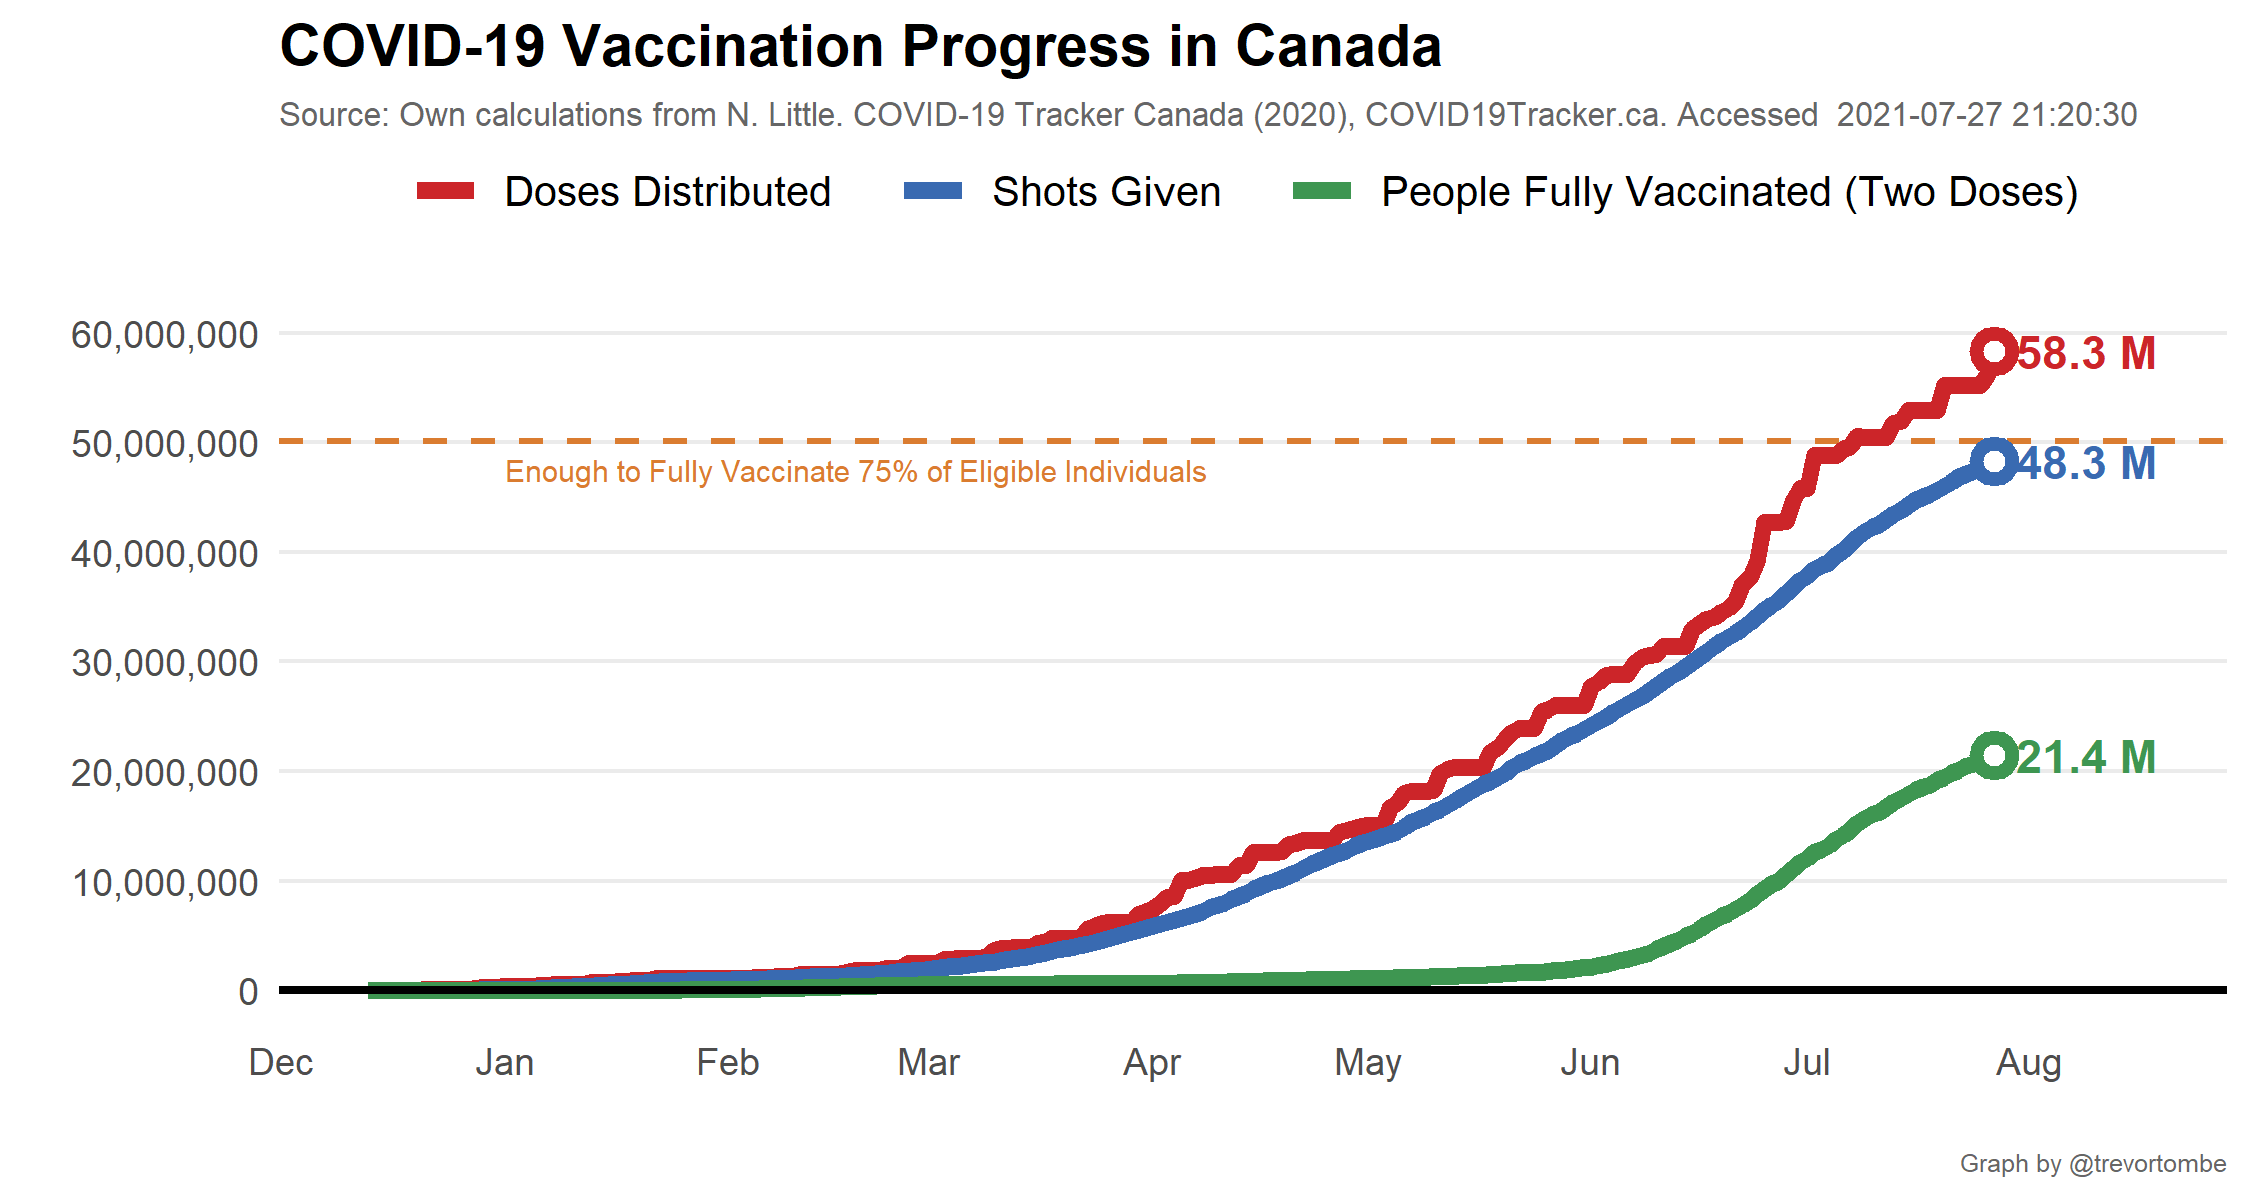 COVID-19 Vaccination Progress in Canada
Source: Own calculations from N. Little. COVID-19 Tracker Canada (2020), COVID19Tracker.ca. Accessed  2021-07-27 21:20:30
Doses Distributed
Shots Given
People Fully Vaccinated (Two Doses)
60,000,000
58.3 M
50,000,000
48.3 M
Enough to Fully Vaccinate 75% of Eligible Individuals
40,000,000
30,000,000
20,000,000
21.4 M
10,000,000
0
Dec Jan Feb Mar Apr May Jun Jul Aug
Graph by @trevortombe